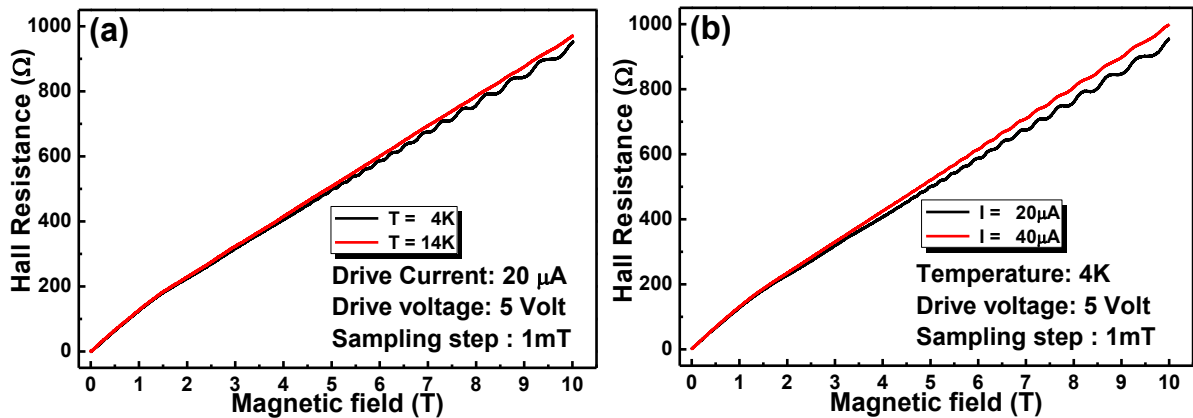 (a)
Hall Resistance (Ω)
1000
800
600
400
200
0
T = 4K
T = 14K
Drive Current: 20 μA
Drive voltage: 5 Volt
Sampling step : 1mT
0 1 2 3 4 5 6 7 8 9 10
Magnetic field (T)
(b)
Hall Resistance (Ω)
1000
800
600
400
200
0
I = 20μA
I = 40μA
Temperature: 4K
Drive voltage: 5 Volt
Sampling step : 1mT
0 1 2 3 4 5 6 7 8 9 10
Magnetic field (T)